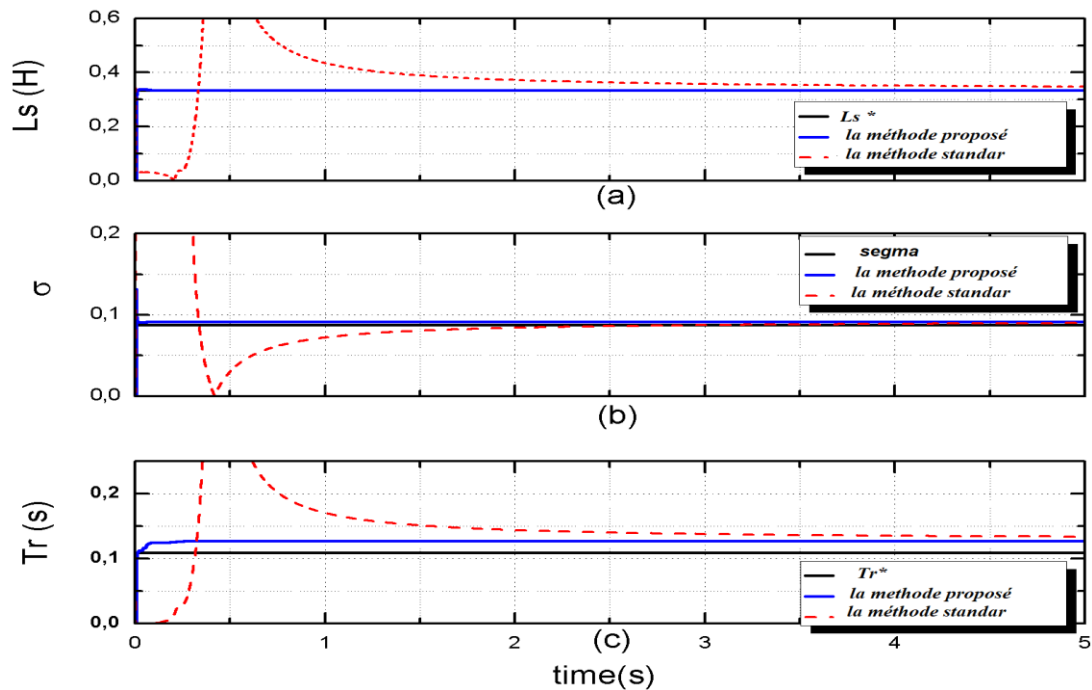 Ls (H)
0,6
0,4
0,2
0,0
Ls *
la méthode proposé
la méthode standar
(a)
σ
0,2
0,1
0,0
segma
la methode proposé
la méthode standar
(b)
Tr (s)
0,2
0,1
0,0
Tr*
la methode proposé
la méthode standar
0 1 2 (c) 3 4 5
time(s)